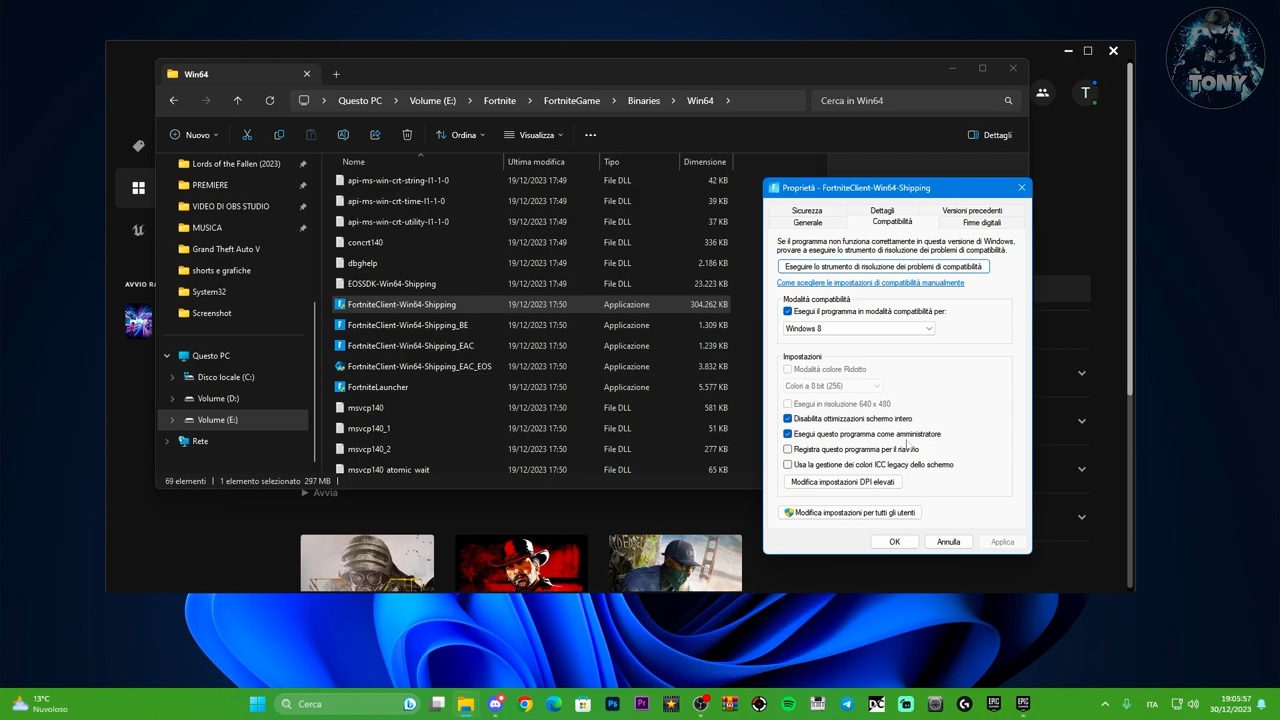 TONY
Win64
Questo PC
Volume (E:)
Fortnite
FortniteGame
Binaries
Win64
Cerca in Win64
T
Nuovo
Ordina
Visualizza
Dettagli
Nome
Ultima modifica
Tipo
Dimensione
Lords of the Fallen (2023)
PREMIERE
VIDEO DI OBS STUDIO
MUSICA
Grand Theft Auto V
shorts e grafiche
System32
Screenshot
Questo PC
Disco locale (C:)
Volume (D:)
Volume (E:)
Rete
api-ms-win-crt-string-l1-1-0 19/12/2023 17:49 File DLL 42 KB
api-ms-win-crt-time-l1-1-0 19/12/2023 17:49 File DLL 39 KB
api-ms-win-crt-utility-l1-1-0 19/12/2023 17:49 File DLL 37 KB
concrt140 19/12/2023 17:49 File DLL 336 KB
dbghelp 19/12/2023 17:49 File DLL 2.186 KB
EOSSDK-Win64-Shipping 19/12/2023 17:49 File DLL 23.223 KB
FortniteClient-Win64-Shipping 19/12/2023 17:50 Applicazione 304.262 KB
FortniteClient-Win64-Shipping_BE 19/12/2023 17:50 Applicazione 1.309 KB
FortniteClient-Win64-Shipping_EAC 19/12/2023 17:50 Applicazione 1.239 KB
FortniteClient-Win64-Shipping_EAC_EOS 19/12/2023 17:50 Applicazione 3.832 KB
FortniteLauncher 19/12/2023 17:50 Applicazione 5.577 KB
msvcp140 19/12/2023 17:50 File DLL 581 KB
msvcp140_1 19/12/2023 17:50 File DLL 51 KB
msvcp140_2 19/12/2023 17:50 File DLL 277 KB
msvcp140 atomic wait 19/12/2023 17:50 File DLL 65 KB
69 elementi
1 elemento selezionato 297 MB
AVVIO RA
Avvia
Proprietà - FortniteClient-Win64-Shipping
Sicurezza
Dettagli
Versioni precedenti
Generale
Compatibilità
Firme digitali
Se il programma non funziona correttamente in questa versione di Windows,
provare a eseguire lo strumento di risoluzione dei problemi di compatibilità.
Eseguire lo strumento di risoluzione dei problemi di compatibilità
Come scegliere le impostazioni di compatibilità manualmente
Modalità compatibilità
Esegui il programma in modalità compatibilità per:
Windows 8
Impostazioni
Modalità colore Ridotto
Colori a 8 bit (256)
Esegui in risoluzione 640 x 480
Disabilita ottimizzazioni schermo intero
Esegui questo programma come amministratore
Registra questo programma per il riavvio
Usa la gestione dei colori ICC legacy dello schermo
Modifica impostazioni DPI elevati
Modifica impostazioni per tutti gli utenti
OK
Annulla
Applica
13°C
Nuvoloso
Cerca
Ps
Pr
EPIC
EPIC
ITA
19:05:57
30/12/2023